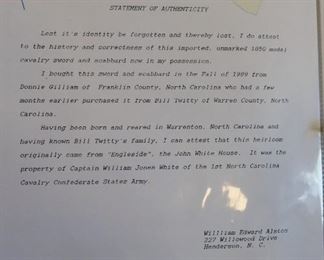 STATEMENT OF AUTHENTICITY
Lest it's identity be forgotten and thereby lost, I do attest
to the history and correctness of this imported, unmarked 1850 model
cavalry sword and scabbard now in my possession.
I bought this sword and scabbard in the Fall of 1989 from
Donnie Gilliam of Franklin County, North Carolina who had a few
months earlier purchased it from Bill Twitty of Warren County, North
Carolina.
Having been born and reared in Warrenton, North Carolina and
having known Bill Twitty's family, I can attest that this heirloom
originally came from "Engleside", the John White House. It was the
property of Captain William Jones White of the 1st North Carolina
Cavalry Confederate States Army.
William Edward Alston
227 Willowood Drive
Henderson, N. C.